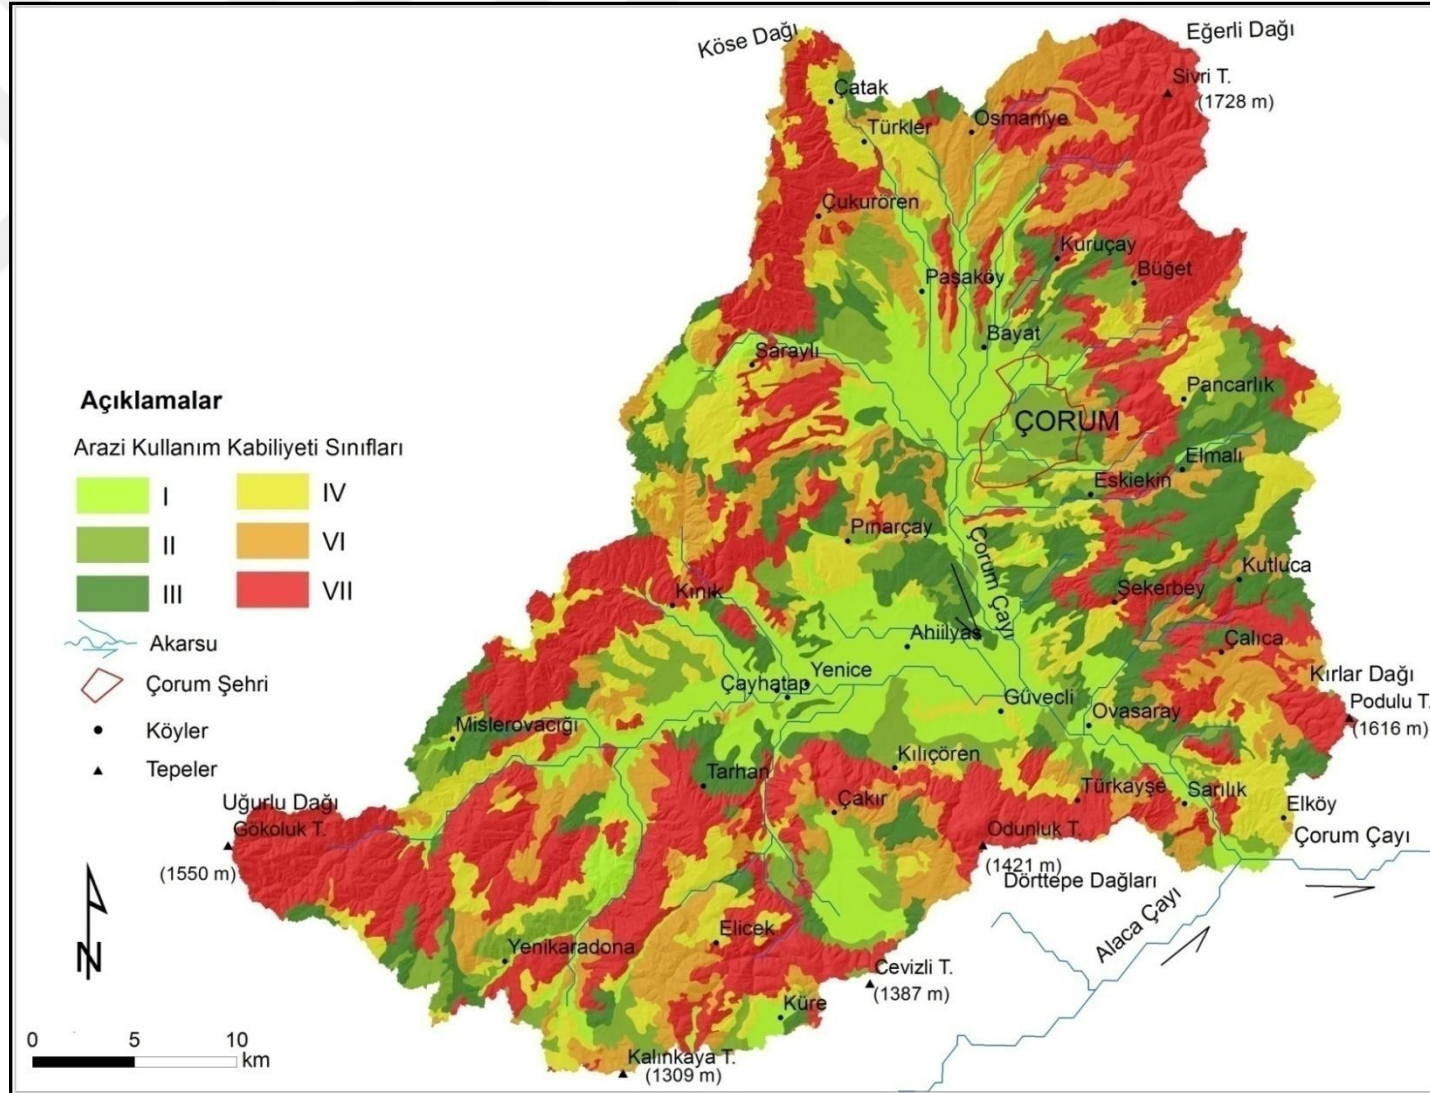 Köse Dağı
Eğerli Dağı
Sivri T.
(1728 m)
Çatak
Türkler
Osmaniye
Çukurören
Kuruçay
Büğet
Paşaköy
Bayat
Saraylı
Pancarlık
ÇORUM
Elmalı
Eskiekin
Pınarçay
Çorum Çayı
Kutluca
Şekerbey
Kınık
Ahiilyas
Çalıca
Kırlar Dağı
Podulu T.
(1616 m)
Yenice
Çayhatap
Güvecli
Ovasaray
Mislerovacığı
Kılıçören
Tarhan
Türkayşe
Sarılık
Elköy
Çorum Çayı
Çakır
Uğurlu Dağı
Gökoluk T.
(1550 m)
Odunluk T.
(1421 m)
Dörttepe Dağları
Alaca Çayı
Elicek
Yenikaradona
Cevizli T.
(1387 m)
Küre
Kalınkaya T.
(1309 m)
Açıklamalar
Arazi Kullanım Kabiliyeti Sınıfları
I
II
III
IV
VI
VII
Akarsu
Çorum Şehri
Köyler
Tepeler
N
0 5 10
km